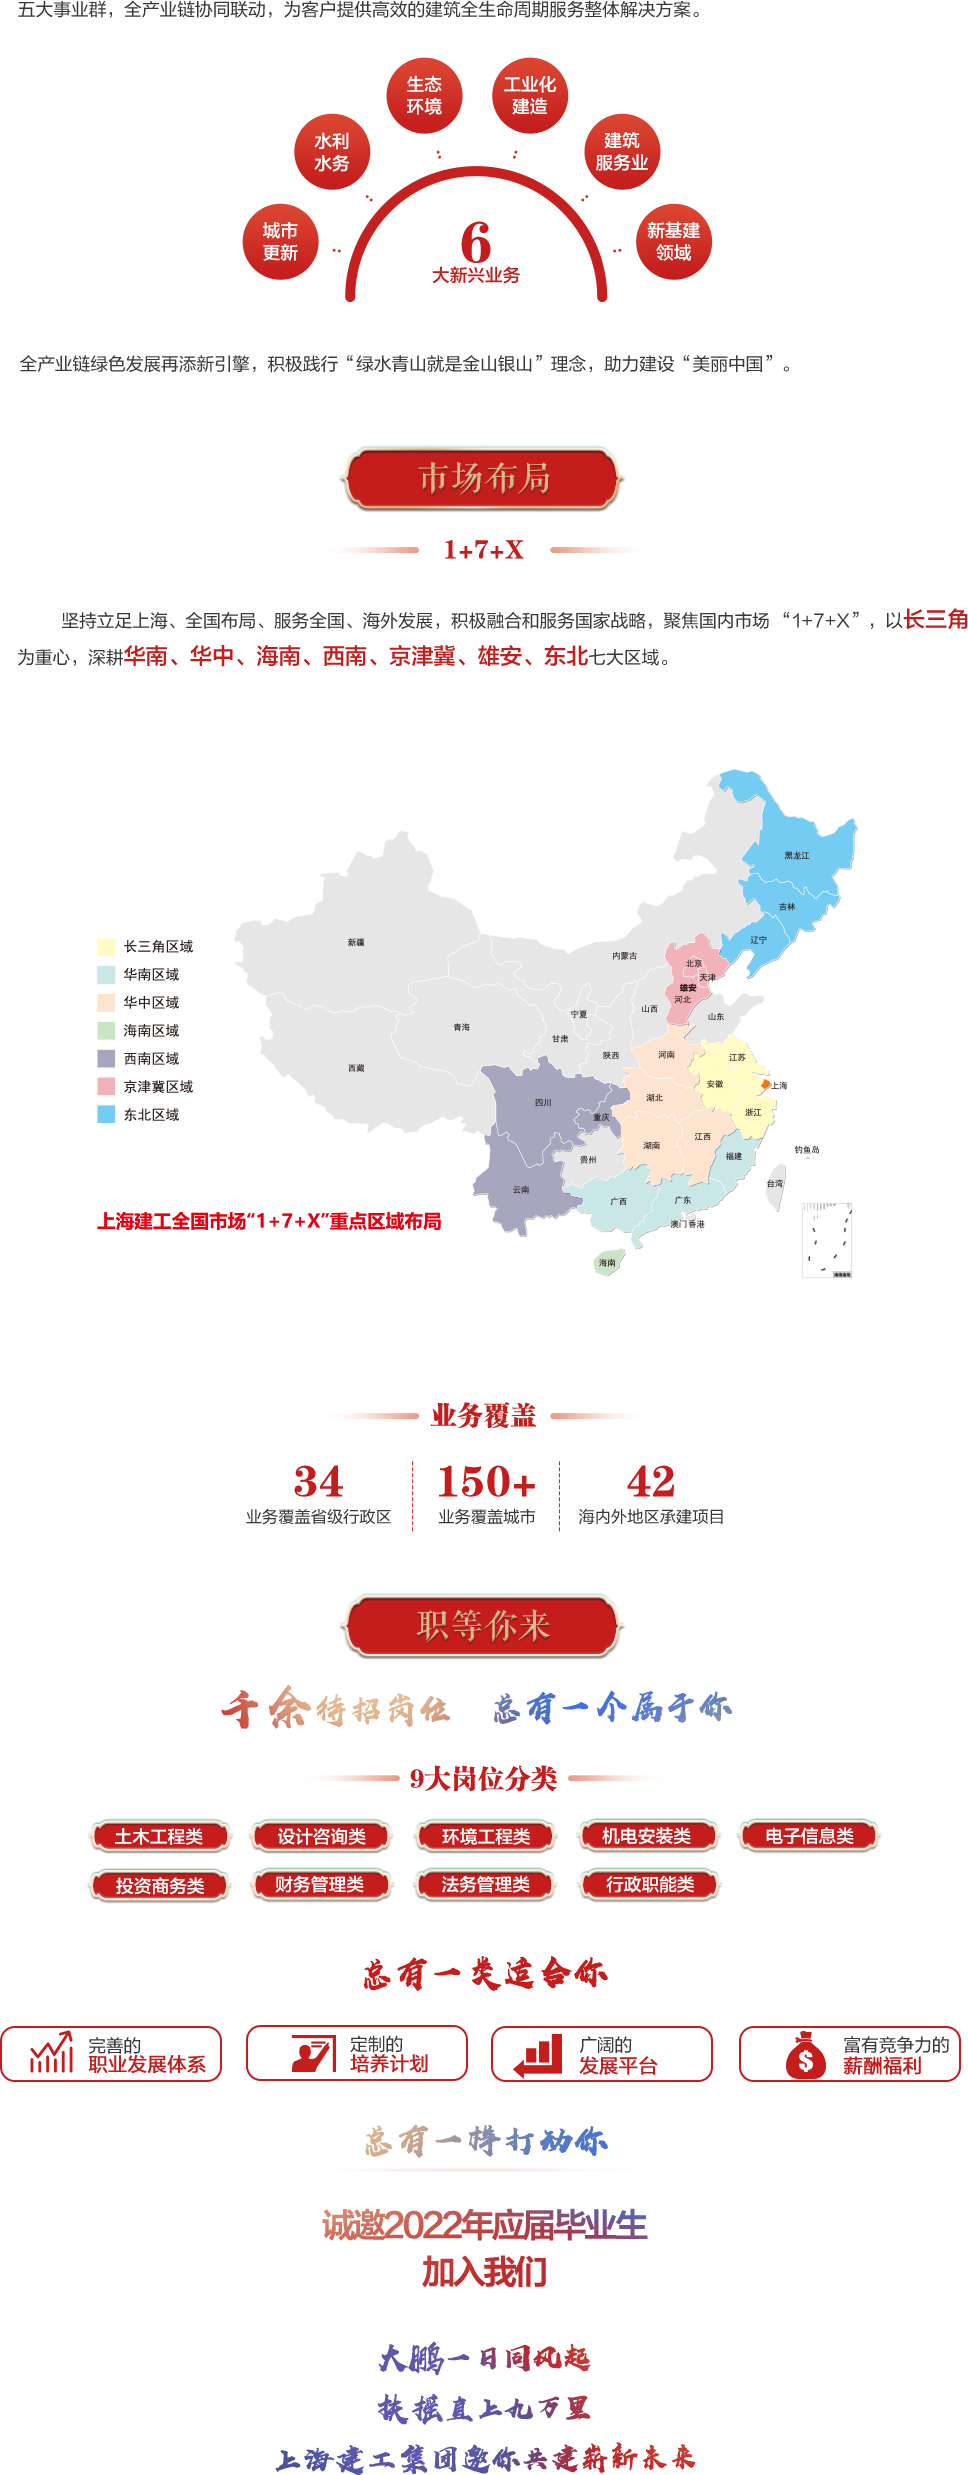 五大事业群，全产业链协同联动，为客户提供高效的建筑全生命周期服务整体解决方案。
生态
环境
工业化
建造
水利
水务
建筑
服务业
城市
更新
新基建
领域
6
大新兴业务
全产业链绿色发展再添新引擎，积极践行“绿水青山就是金山银山”理念，助力建设“美丽中国”。
市场布局
1+7+X
坚持立足上海、全国布局、服务全国、海外发展，积极融合和服务国家战略，聚焦国内市场 “1+7+X”，以长三角
为重心，深耕华南、华中、海南、西南、京津冀、雄安、东北七大区域。
黑龙江
吉林
辽宁
新疆
内蒙古
北京
天津
雄安
河北
山西
宁夏
山东
青海
甘肃
陕西
河南
江苏
西藏
安徽
上海
四川
湖北
浙江
重庆
湖南
江西
钓鱼岛
贵州
福建
云南
台湾
广西
广东
澳门
香港
海南
南海诸岛
长三角区域
华南区域
华中区域
海南区域
西南区域
京津冀区域
东北区域
上海建工全国市场“1+7+X”重点区域布局
业务覆盖
34
业务覆盖省级行政区
150+
业务覆盖城市
42
海内外地区承建项目
职等你来
千余待招岗位 总有一个属于你
9大岗位分类
土木工程类 设计咨询类 环境工程类 机电安装类 电子信息类
投资商务类 财务管理类 法务管理类 行政职能类
总有一类适合你
完善的
职业发展体系
定制的
培养计划
广阔的
发展平台
富有竞争力的
薪酬福利
总有一样打动你
诚邀2022年应届毕业生
加入我们
大鹏一日同风起
扶摇直上九万里
上海建工集团邀你共建崭新未来